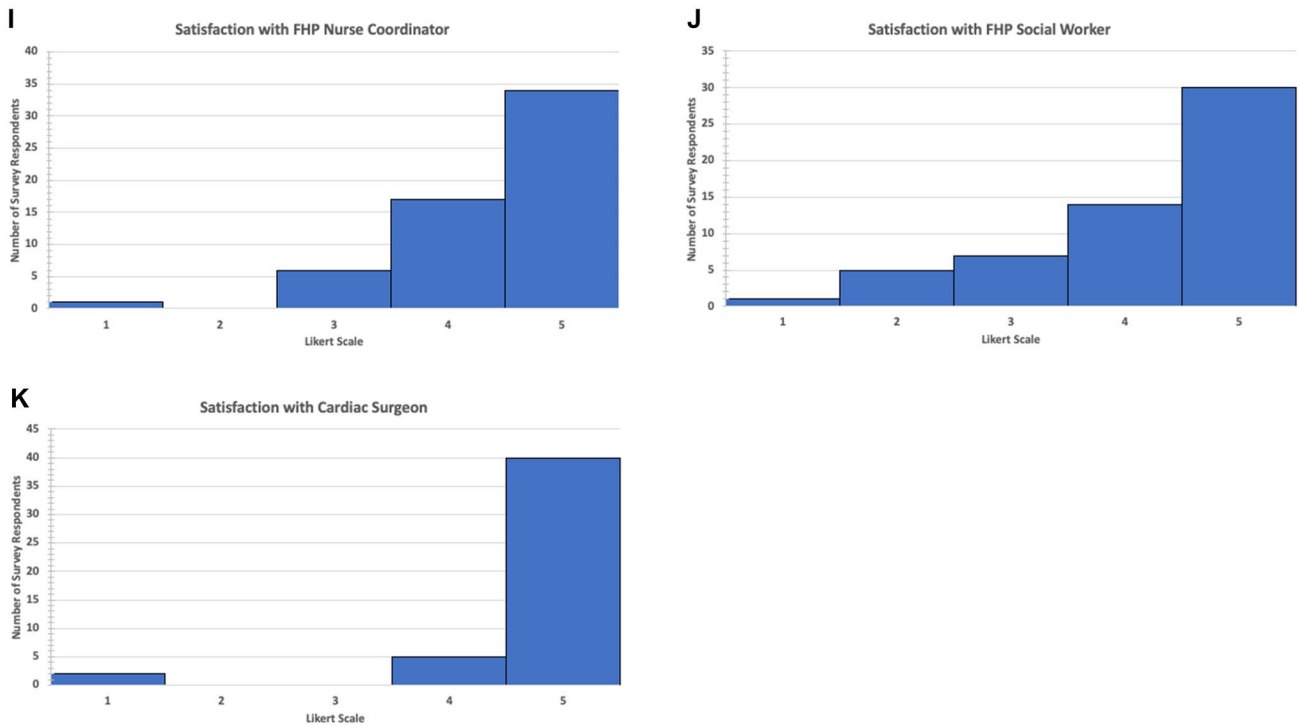 I
Satisfaction with FHP Nurse Coordinator
Number of Survey Respondents
40
35
30
25
20
15
10
5
0
1 2 3 4 5
Likert Scale
J
Satisfaction with FHP Social Worker
Number of Survey Respondents
35
30
25
20
15
10
5
0
1 2 3 4 5
Likert Scale
K
Satisfaction with Cardiac Surgeon
Number of Survey Respondents
45
40
35
30
25
20
15
10
5
0
1 2 3 4 5
Likert Scale